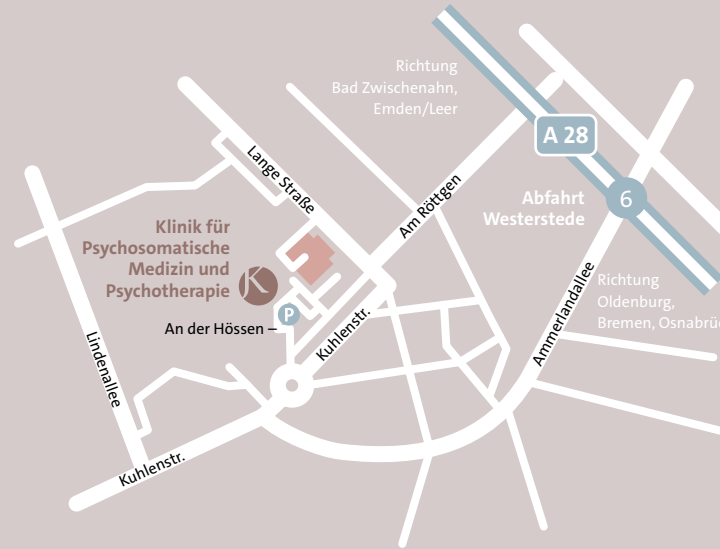 Richtung
Bad Zwischenahn,
Emden/Leer
A 28
Lange Straße
Am Röttgen
Abfahrt
Westerstede
6
Klinik für
Psychosomatische
Medizin und
Psychotherapie
K
Richtung
Oldenburg,
Bremen, Osnabrüc
Ammerlandallee
P
An der Hössen –
Kuhlenstr.
Lindenallee
Kuhlenstr.